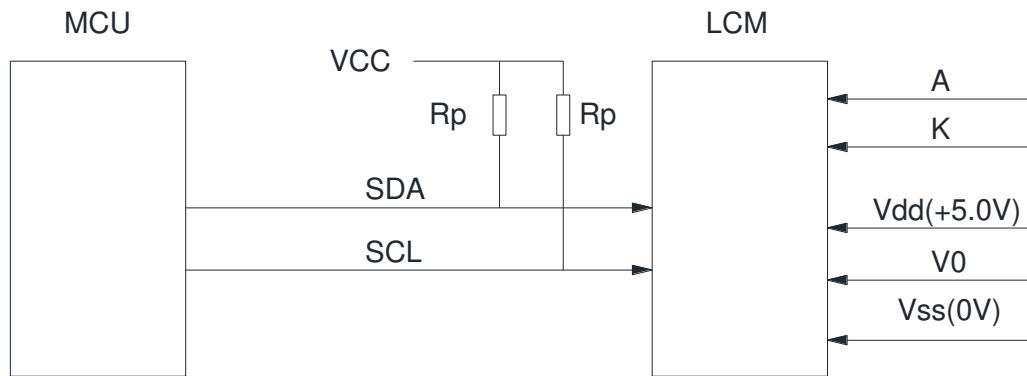 MCU
LCM
VCC
A
Rp
Rp
K
SDA
Vdd(+5.0V)
SCL
V0
Vss(0V)